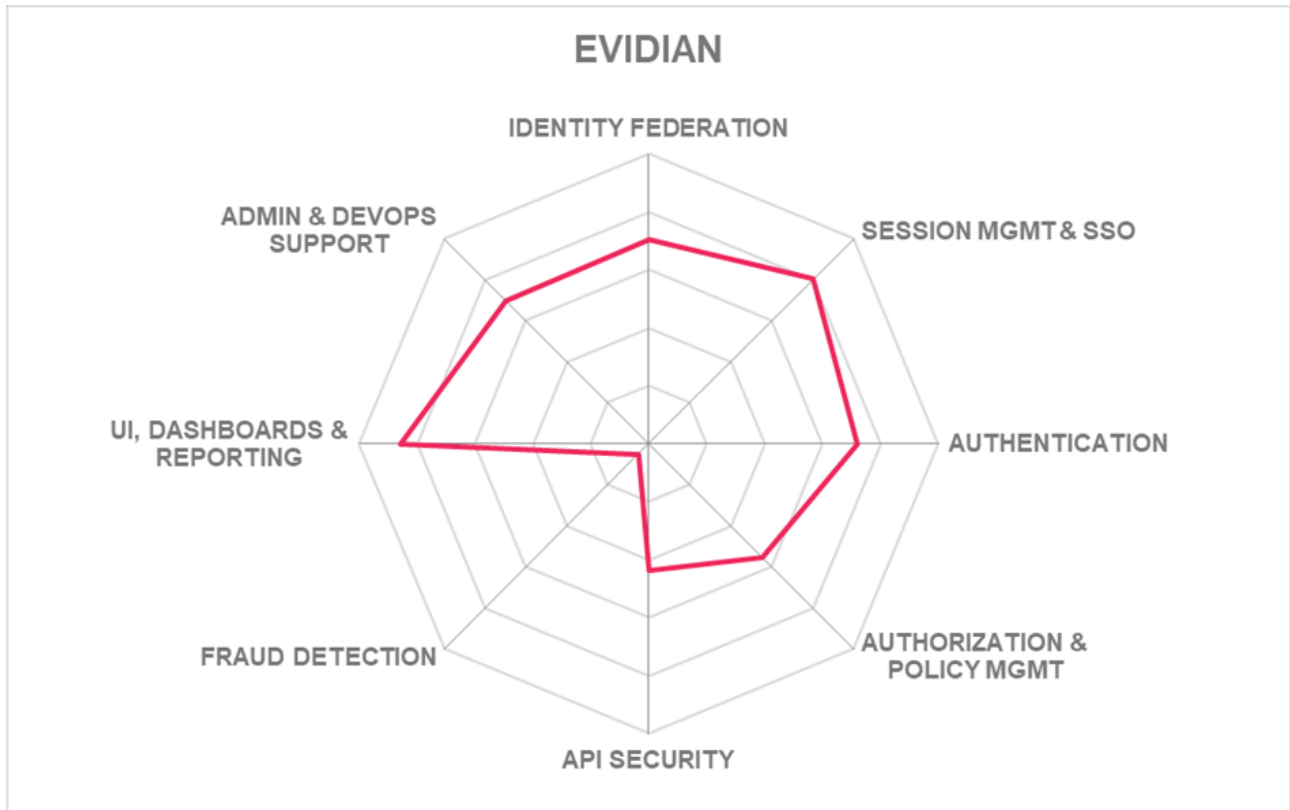 EVIDIAN
IDENTITY FEDERATION
ADMIN & DEVOPS
SUPPORT
SESSION MGMT & SSO
UI, DASHBOARDS &
REPORTING
AUTHENTICATION
FRAUD DETECTION
AUTHORIZATION &
POLICY MGMT
API SECURITY